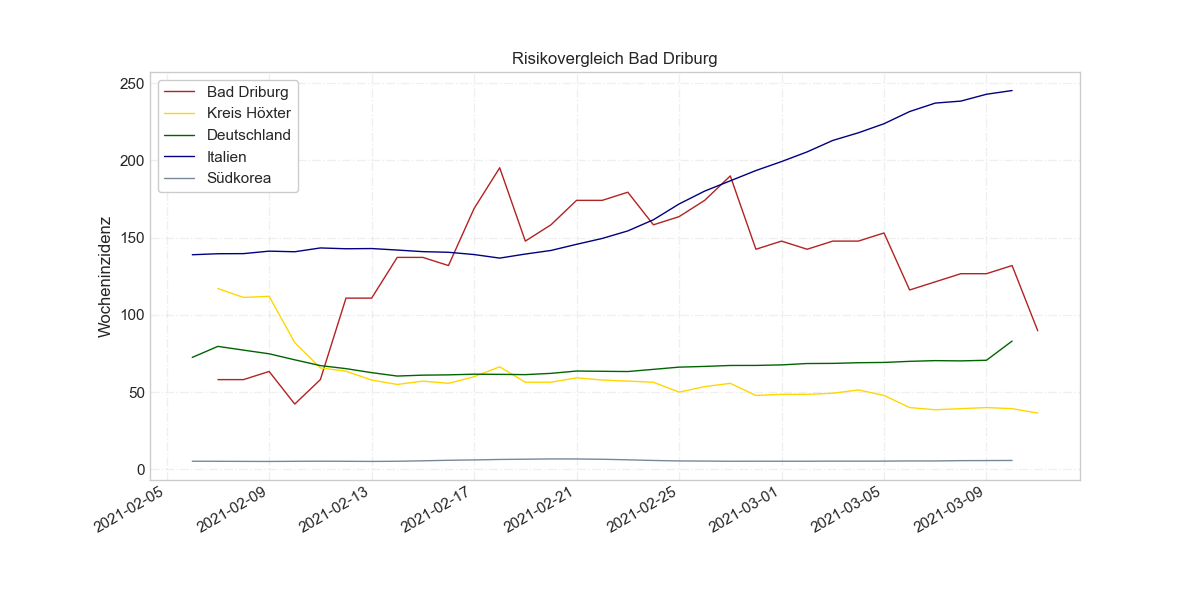 Risikovergleich Bad Driburg
Wocheninzidenz
250
200
150
100
50
0
Bad Driburg
Kreis Höxter
Deutschland
Italien
Südkorea
2021-02-05
2021-02-09
2021-02-13
2021-02-17
2021-02-21
2021-02-25
2021-03-01
2021-03-05
2021-03-09